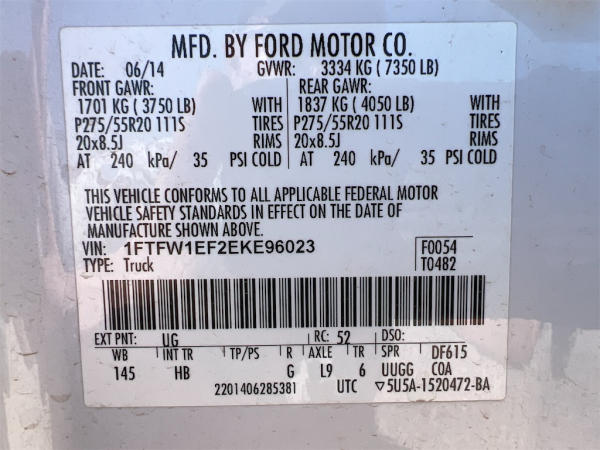 MFD. BY FORD MOTOR CO.
DATE: 06/14 GVWR: 3334 KG ( 7350 LB)
FRONT GAWR: REAR GAWR:
1701 KG ( 3750 LB) WITH 1837 KG ( 4050 LB) WITH
P275/55R20 111S TIRES P275/55R20 111S TIRES
20x8.5J RIMS 20x8.5J RIMS
AT 240 kPa/ 35 PSI COLD AT 240 kPa/ 35 PSI COLD
THIS VEHICLE CONFORMS TO ALL APPLICABLE FEDERAL MOTOR
VEHICLE SAFETY STANDARDS IN EFFECT ON THE DATE OF
MANUFACTURE SHOWN ABOVE.
VIN: 1FTFW1EF2EKE96023 F0054
TYPE: Truck T0482
EXT PNT: UG RC: 52 DSO:
WB INT TR TP/PS R AXLE TR SPR DF615
145 HB G L9 6 UUGG COA
2201406285381 UTC ▽5U5A-1520472-BA